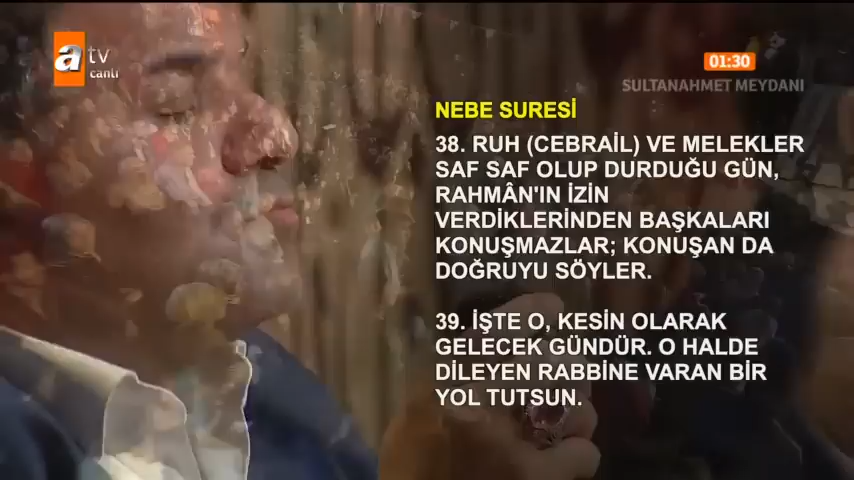 atv
canlı
01:30
SULTANAHMET MEYDANI
NEBE SURESİ
38. RUH (CEBRAİL) VE MELEKLER
SAF SAF OLUP DURDUĞU GÜN,
RAHMÂN'IN İZİN
VERDİKLERİNDEN BAŞKALARI
KONUŞMAZLAR; KONUŞAN DA
DOĞRUYU SÖYLER.
39. İŞTE O, KESİN OLARAK
GELECEK GÜNDÜR. O HALDE
DİLEYEN RABBİNE VARAN BİR
YOL TUTSUN.